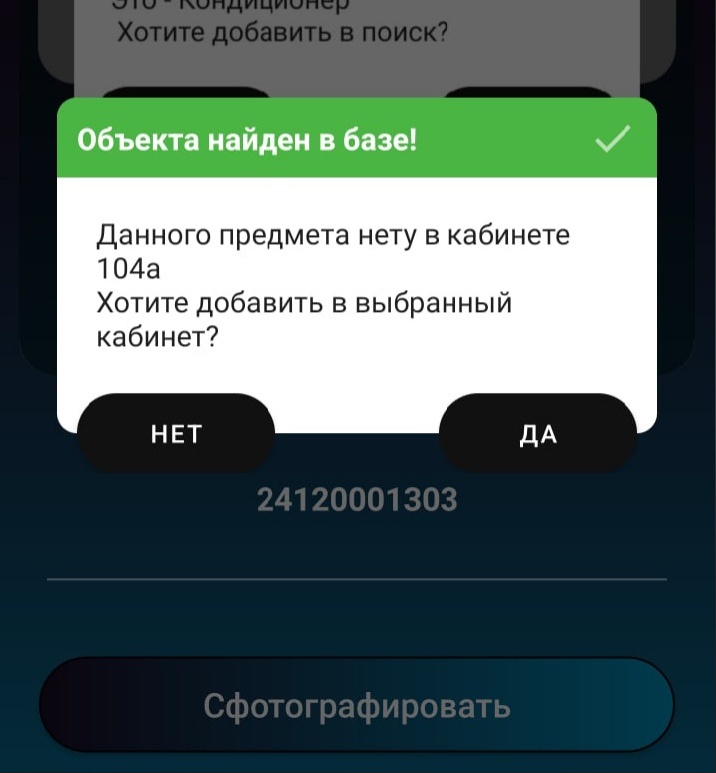 Это - Кондиционер
Хотите добавить в поиск?
Объекта найден в базе!
Данного предмета нету в кабинете
104а
Хотите добавить в выбранный
кабинет?
НЕТ
ДА
24120001303
Сфотографировать